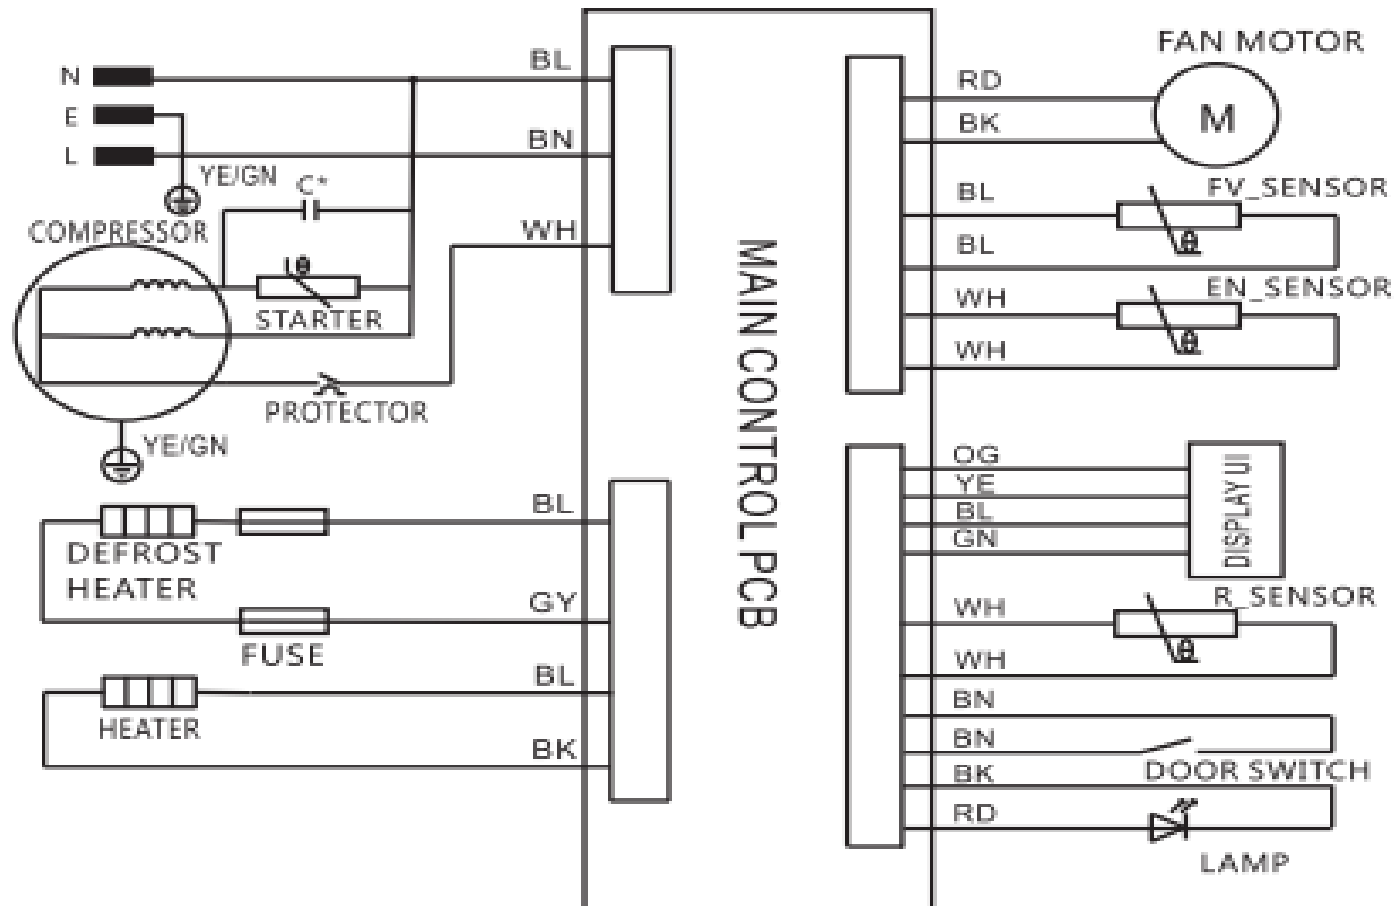 N
E
L
YE/GN
BL
BN
WH
C*
COMPRESSOR
θ
STARTER
PROTECTOR
YE/GN
DEFROST
HEATER
BL
GY
FUSE
BL
HEATER
BK
MAIN CONTROL PCB
FAN MOTOR
RD
BK
M
BL
FV_SENSOR
θ
BL
WH
EN_SENSOR
θ
WH
OG
YE
BL
GN
DISPLAY UI
WH
R_SENSOR
θ
WH
BN
BN
DOOR SWITCH
BK
RD
LAMP